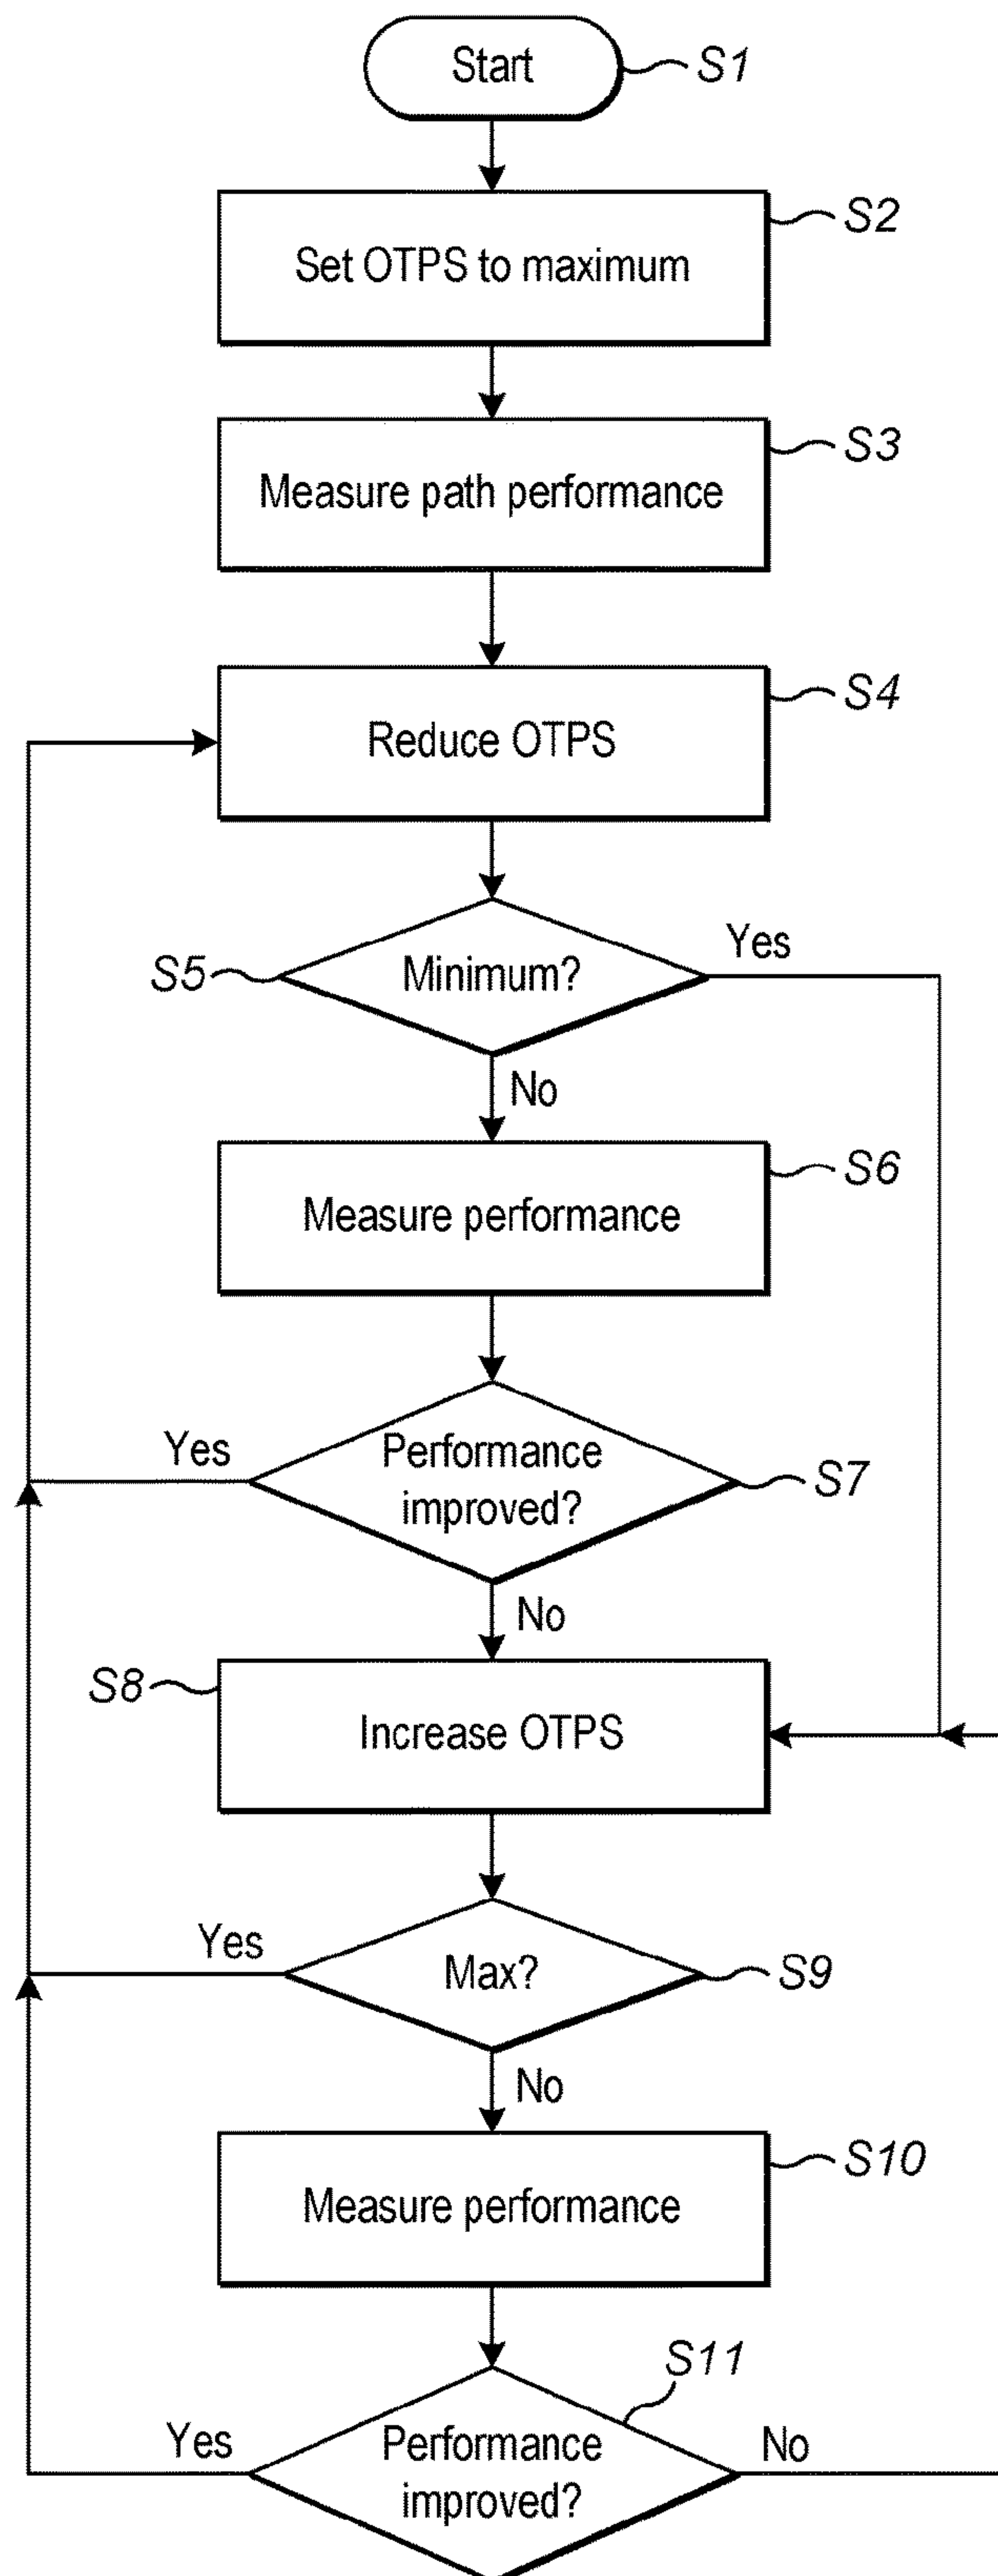 Start
S1
S2
Set OTPS to maximum
S3
Measure path performance
S4
Reduce OTPS
Yes
S5
Minimum?
No
S6
Measure performance
Yes
Performance
improved?
S7
No
S8
Increase OTPS
Yes
Max?
S9
No
S10
Measure performance
S11
Yes
Performance
improved?
No